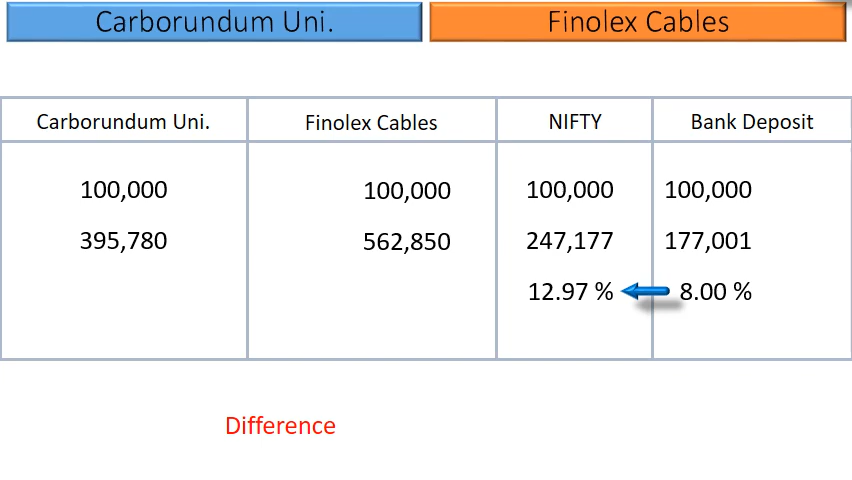 Carborundum Uni. Finolex Cables
Carborundum Uni. Finolex Cables NIFTY Bank Deposit
100,000 100,000 100,000 100,000
395,780 562,850 247,177 177,001
12.97 % 8.00 %
Difference